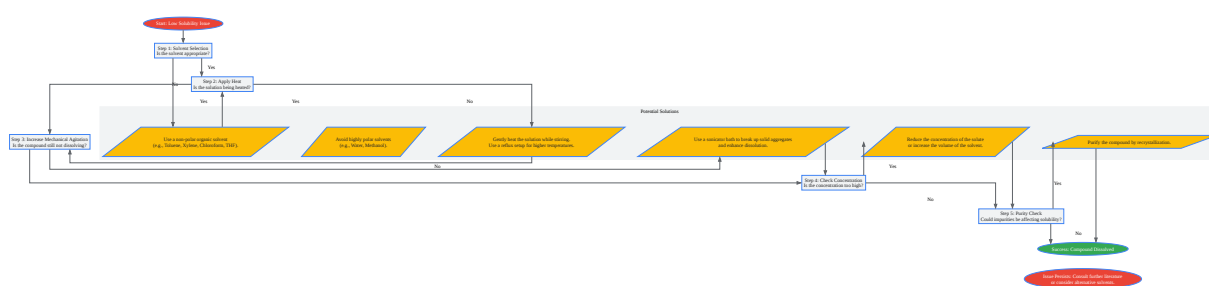 Start: Low Solubility Issue
Step 1: Solvent Selection
Is the solvent appropriate?
Yes
Step 2: Apply Heat
Is the solution being heated?
No
Yes
Yes
No
Potential Solutions
Step 3: Increase Mechanical Agitation
Is the compound still not dissolving?
Use a non-polar organic solvent
(e.g., Toluene, Xylene, Chloroform, THF).
Avoid highly polar solvents
(e.g., Water, Methanol).
Gently heat the solution while stirring.
Use a reflux setup for higher temperatures.
Use a sonicator bath to break up solid aggregates
and enhance dissolution.
Reduce the concentration of the solute
or increase the volume of the solvent.
Purify the compound by recrystallization.
No
Yes
Step 4: Check Concentration
Is the concentration too high?
Yes
No
Step 5: Purity Check
Could impurities be affecting solubility?
No
Success: Compound Dissolved
Issue Persists: Consult further literature
or consider alternative solvents.